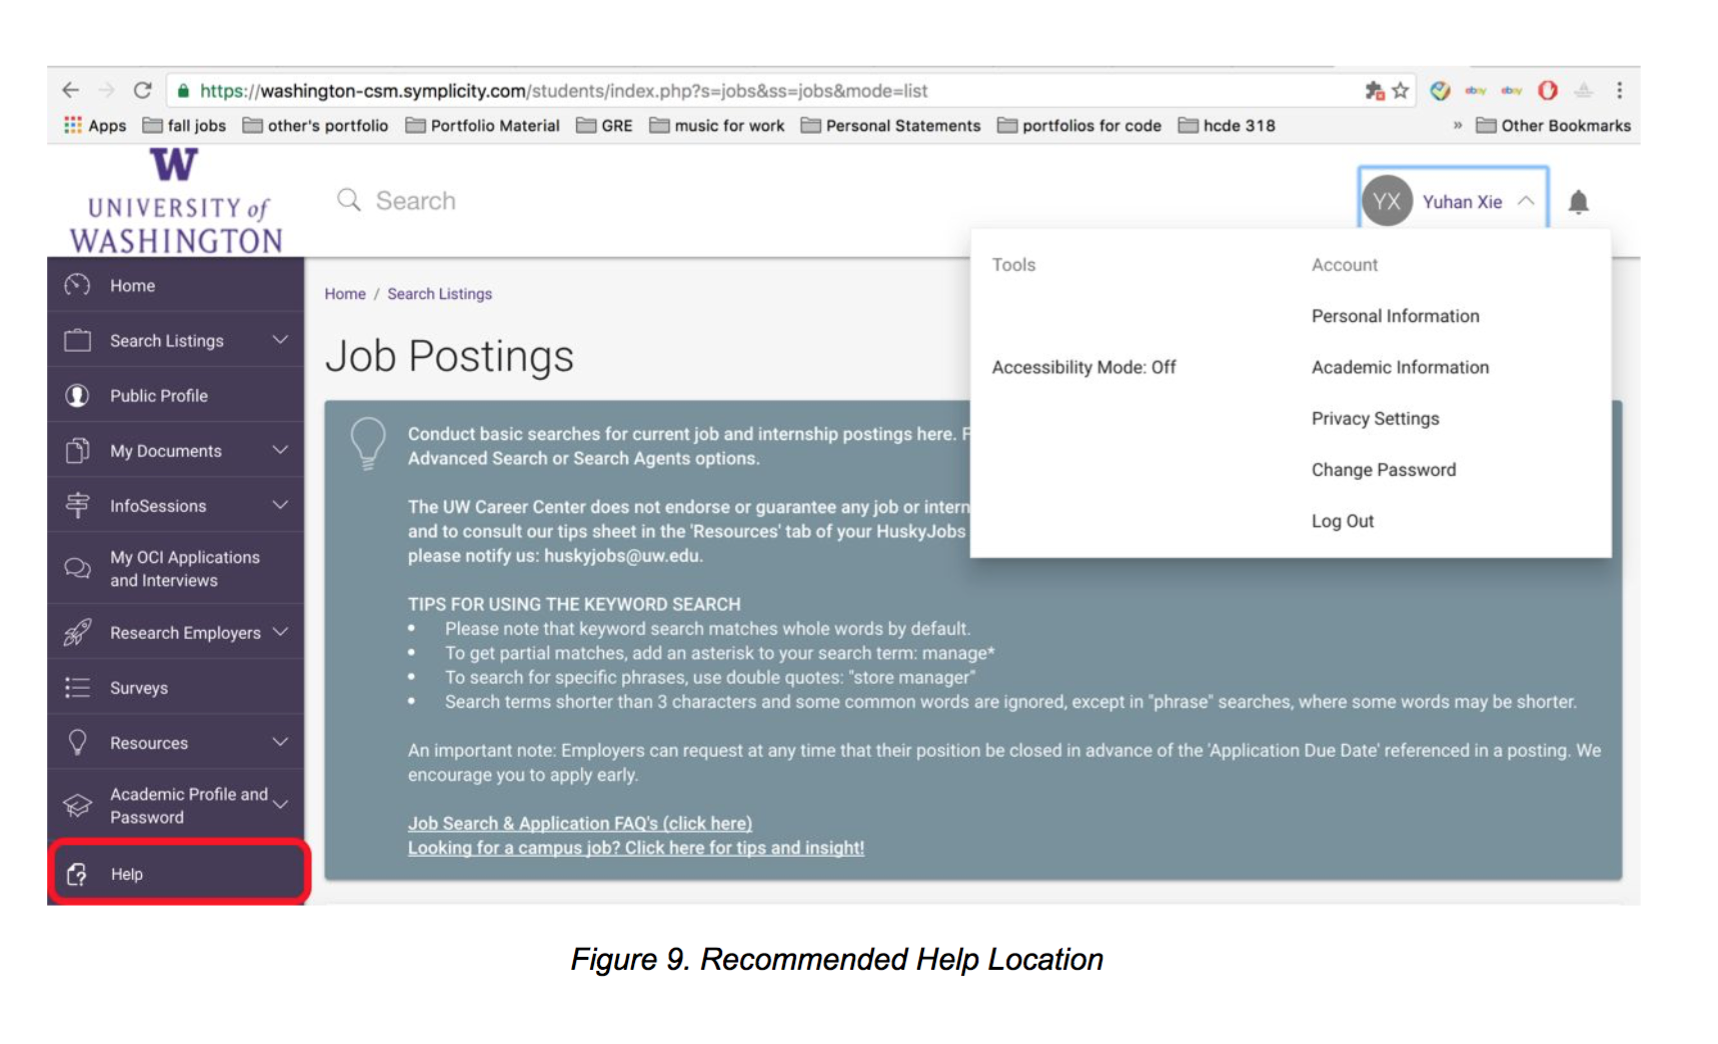 https://washington-csm.symplicity.com/students/index.php?s=jobs&ss=jobs&mode=list
ebay ebay
Apps fall jobs other's portfolio Portfolio Material GRE music for work Personal Statements portfolios for code hcde 318 » Other Bookmarks
W
UNIVERSITY of
WASHINGTON
Search
YX Yuhan Xie
Home
Search Listings
Public Profile
My Documents
InfoSessions
My OCI Applications
and Interviews
Research Employers
Surveys
Resources
Academic Profile and
Password
Help
Home / Search Listings
Job Postings
Tools
Accessibility Mode: Off
Account
Personal Information
Academic Information
Privacy Settings
Change Password
Log Out
Conduct basic searches for current job and internship postings here. F
Advanced Search or Search Agents options.
The UW Career Center does not endorse or guarantee any job or intern
and to consult our tips sheet in the 'Resources' tab of your HuskyJobs
please notify us: huskyjobs@uw.edu.
TIPS FOR USING THE KEYWORD SEARCH
• Please note that keyword search matches whole words by default.
• To get partial matches, add an asterisk to your search term: manage*
• To search for specific phrases, use double quotes: "store manager"
• Search terms shorter than 3 characters and some common words are ignored, except in "phrase" searches, where some words may be shorter.
An important note: Employers can request at any time that their position be closed in advance of the 'Application Due Date' referenced in a posting. We
encourage you to apply early.
Job Search & Application FAQ's (click here)
Looking for a campus job? Click here for tips and insight!
Figure 9. Recommended Help Location